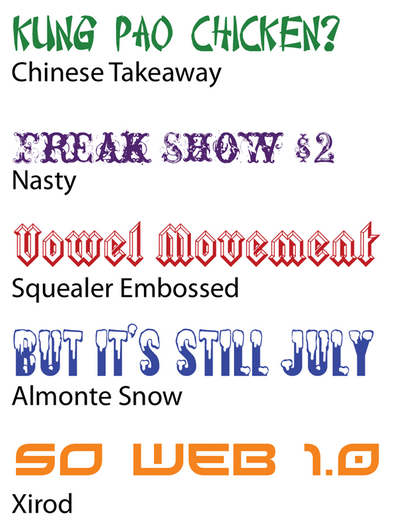 KUNG PAO CHICKEN?
Chinese Takeaway
FREAK SHOW $2
Nasty
Vowel Movement
Squealer Embossed
BUT IT'S STILL JULY
Almonte Snow
SO WEB 1.0
Xirod